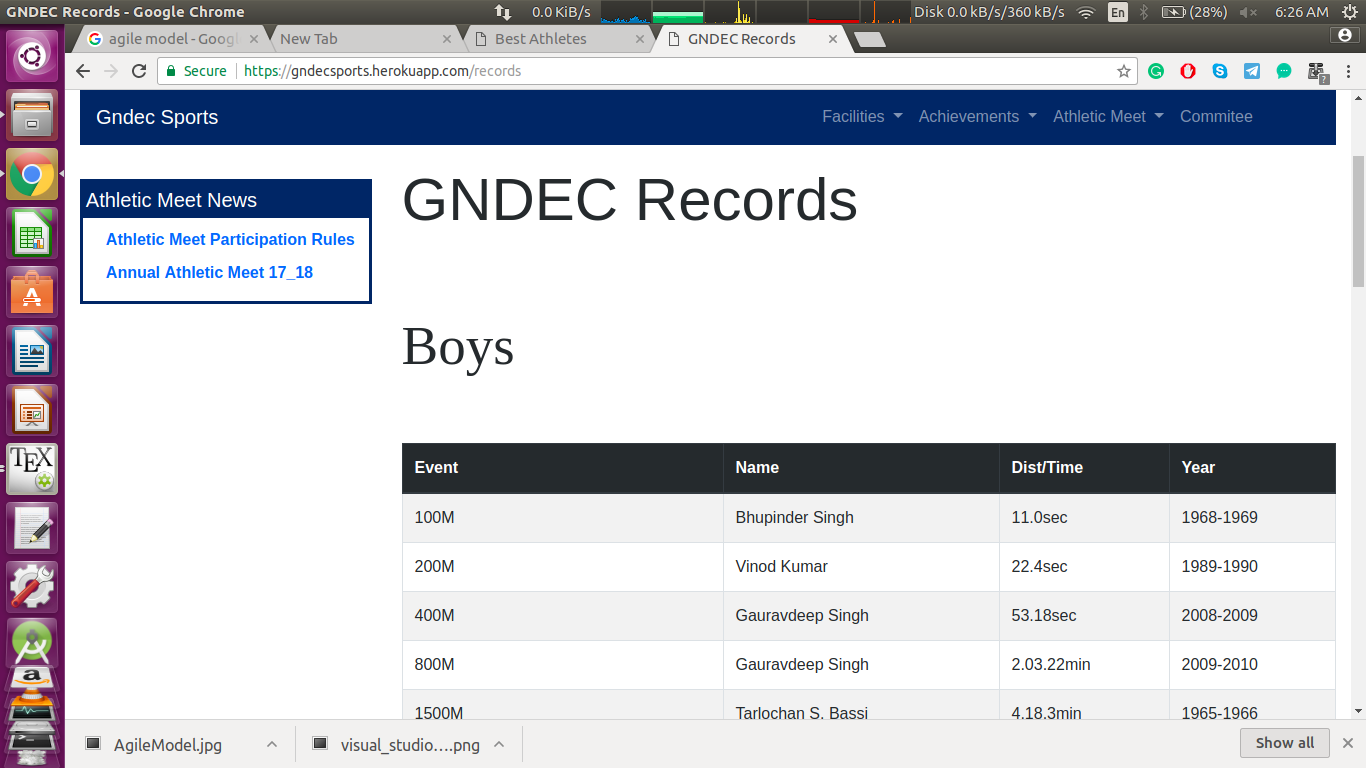 GNDEC Records - Google Chrome
0.0 KiB/s
Disk 0.0 kB/s/360 kB/s
En
(28%)
6:26 AM
agile model - Googl
New Tab
Best Athletes
GNDEC Records
Secure
https://gndecsports.herokuapp.com/records
Gndec Sports
Facilities
Achievements
Athletic Meet
Commitee
Athletic Meet News
Athletic Meet Participation Rules
Annual Athletic Meet 17_18
GNDEC Records
Boys
Event Name Dist/Time Year
100M Bhupinder Singh 11.0sec 1968-1969
200M Vinod Kumar 22.4sec 1989-1990
400M Gauravdeep Singh 53.18sec 2008-2009
800M Gauravdeep Singh 2.03.22min 2009-2010
1500M Tarlochan S. Bassi 4.18.3min 1965-1966
TEX
AgileModel.jpg
visual_studio....png
Show all